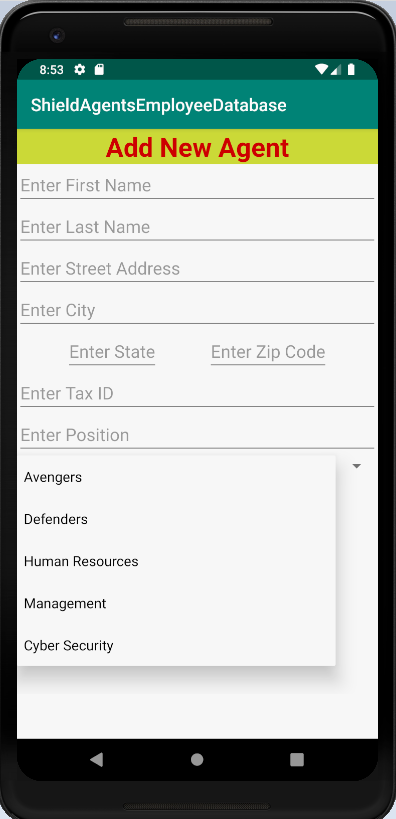 8:53
ShieldAgentsEmployeeDatabase
Add New Agent
Enter First Name
Enter Last Name
Enter Street Address
Enter City
Enter State Enter Zip Code
Enter Tax ID
Enter Position
Avengers
Defenders
Human Resources
Management
Cyber Security